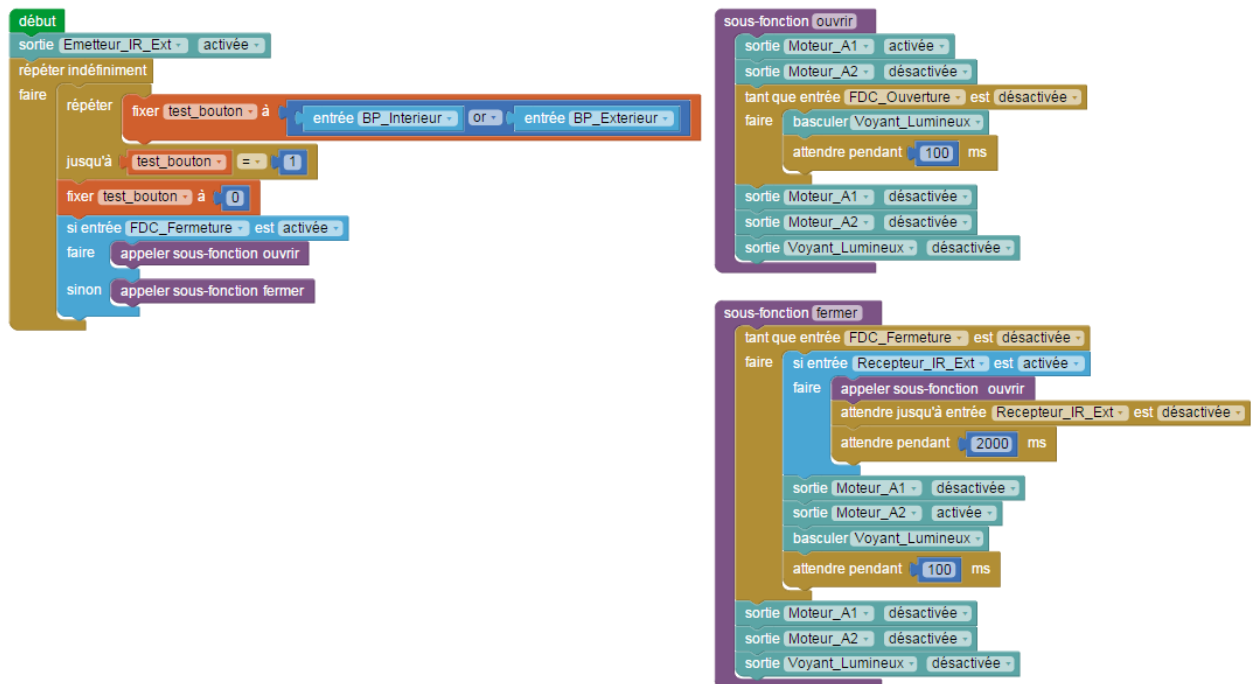 début
sortie Emetteur_IR_Ext activée
répéter indéfiniment
faire
répéter
fixer test_bouton à entrée BP_Interieur or entrée BP_Exterieur
jusqu'à test_bouton = 1
fixer test_bouton à 0
si entrée FDC_Fermeture est activée
faire appeler sous-fonction ouvrir
sinon appeler sous-fonction fermer
sous-fonction ouvrir
sortie Moteur_A1 activée
sortie Moteur_A2 désactivée
tant que entrée FDC_Ouverture est désactivée
faire basculer Voyant_Lumineux
attendre pendant 100 ms
sortie Moteur_A1 désactivée
sortie Moteur_A2 désactivée
sortie Voyant_Lumineux désactivée
sous-fonction fermer
tant que entrée FDC_Fermeture est désactivée
faire si entrée Recepteur_IR_Ext est activée
faire appeler sous-fonction ouvrir
attendre jusqu'à entrée Recepteur_IR_Ext est désactivée
attendre pendant 2000 ms
sortie Moteur_A1 désactivée
sortie Moteur_A2 activée
basculer Voyant_Lumineux
attendre pendant 100 ms
sortie Moteur_A1 désactivée
sortie Moteur_A2 désactivée
sortie Voyant_Lumineux désactivée